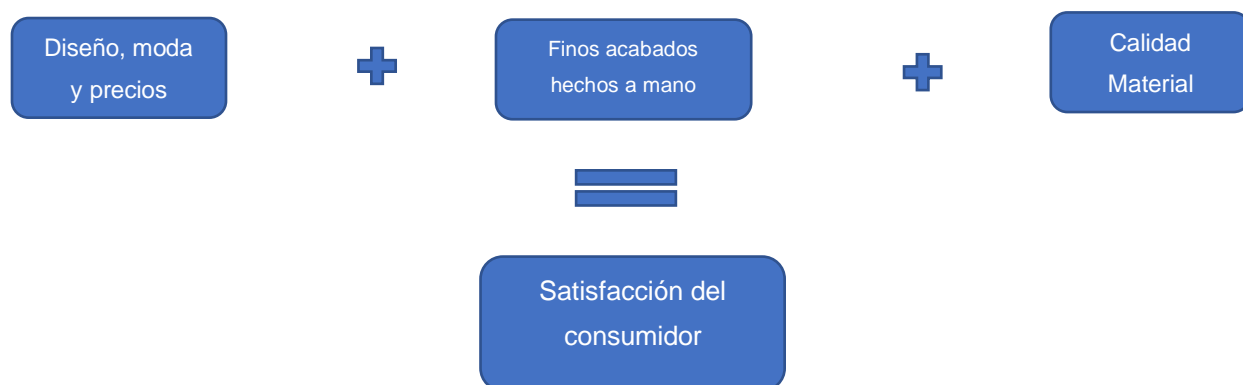 Diseño, moda
y precios
Finos acabados
hechos a mano
Calidad
Material
Satisfacción del
consumidor